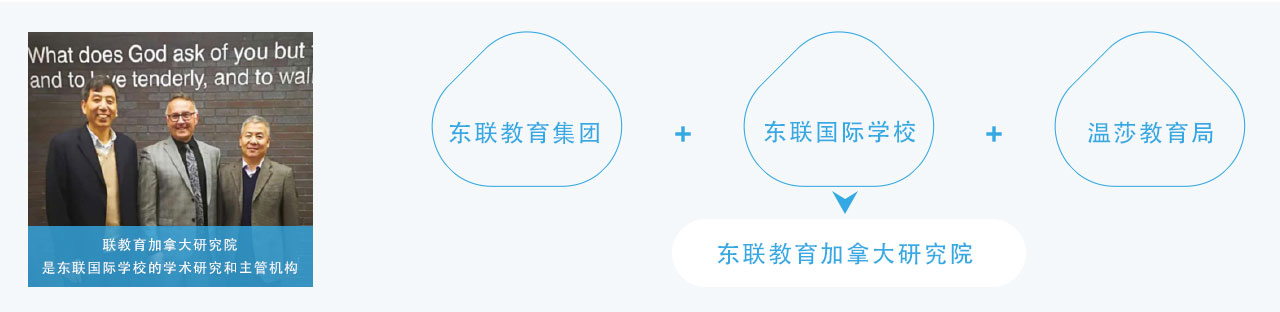 What does God ask of you but
and to love tenderly, and to wal
联教育加拿大研究院
是东联国际学校的学术研究和主管机构
东联教育集团
+
东联国际学校
+
温莎教育局
东联教育加拿大研究院